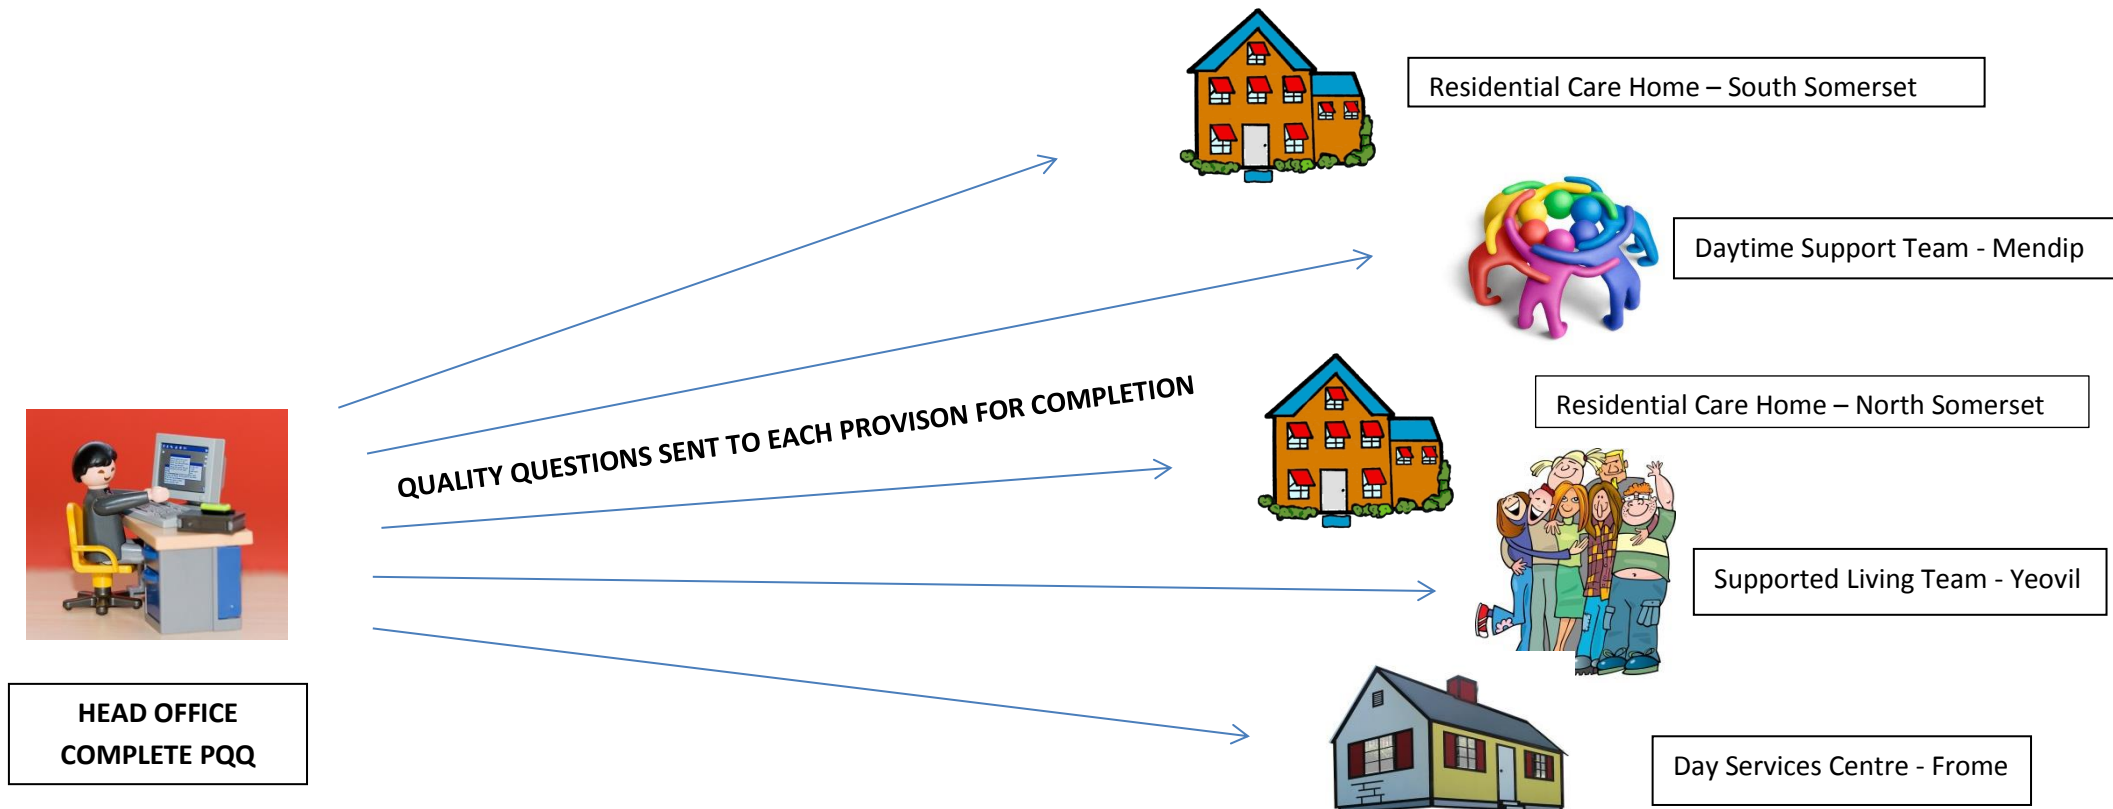 Residential Care Home – South Somerset
Daytime Support Team - Mendip
QUALITY QUESTIONS SENT TO EACH PROVISON FOR COMPLETION
Residential Care Home – North Somerset
Supported Living Team - Yeovil
HEAD OFFICE
COMPLETE PQQ
Day Services Centre - Frome